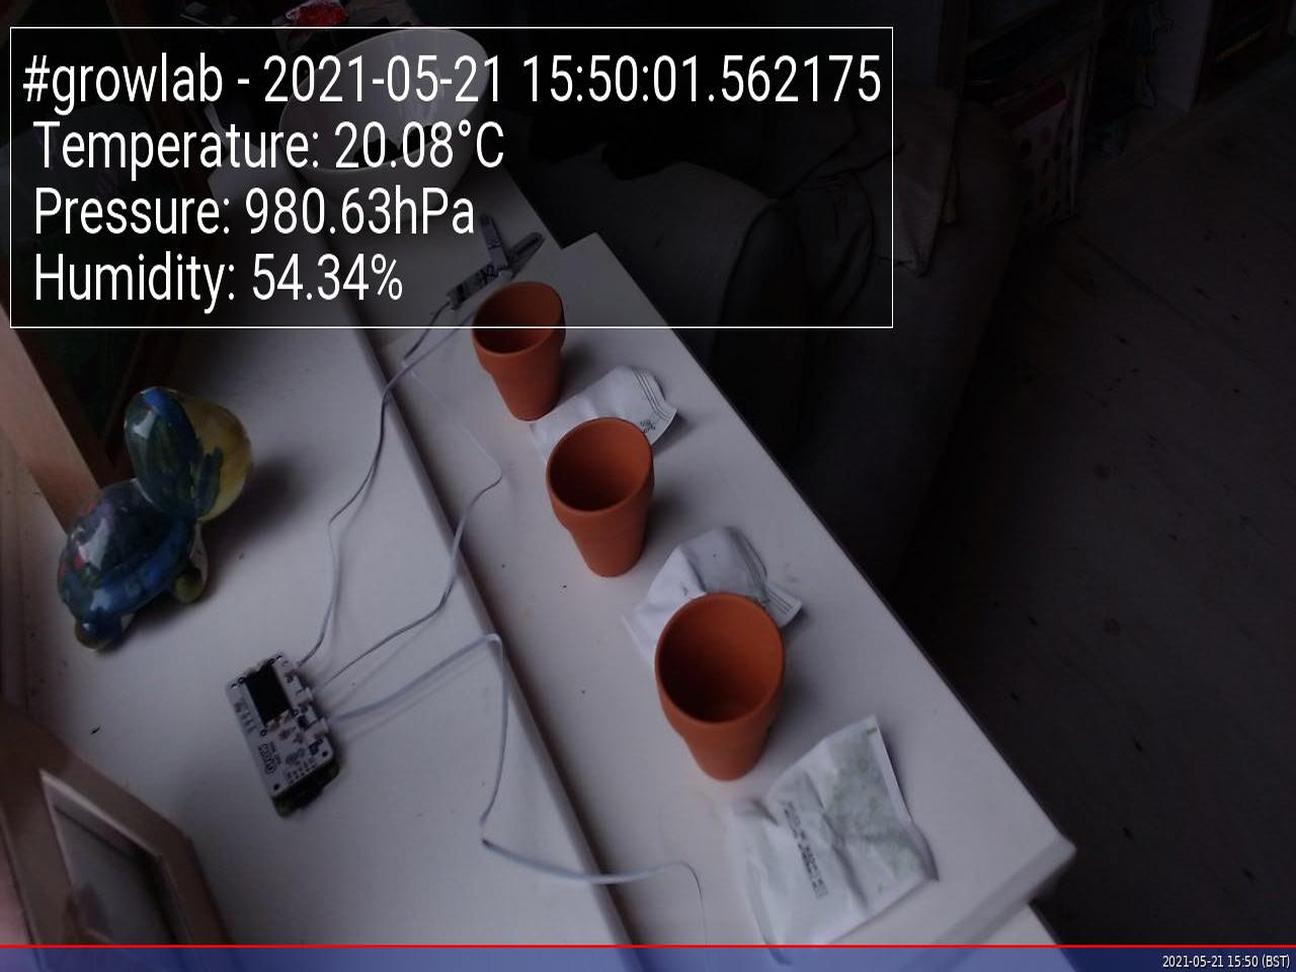 #growlab - 2021-05-21 15:50:01.562175
Temperature: 20.08°C
Pressure: 980.63hPa
Humidity: 54.34%
2021-05-21 15:50 (BST)